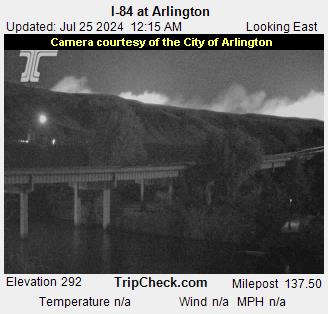 I-84 at Arlington
Updated: Jul 25 2024 12:15 AM Looking East
Camera courtesy of the City of Arlington
Elevation 292 TripCheck.com Milepost 137.50
Temperature n/a Wind n/a MPH n/a